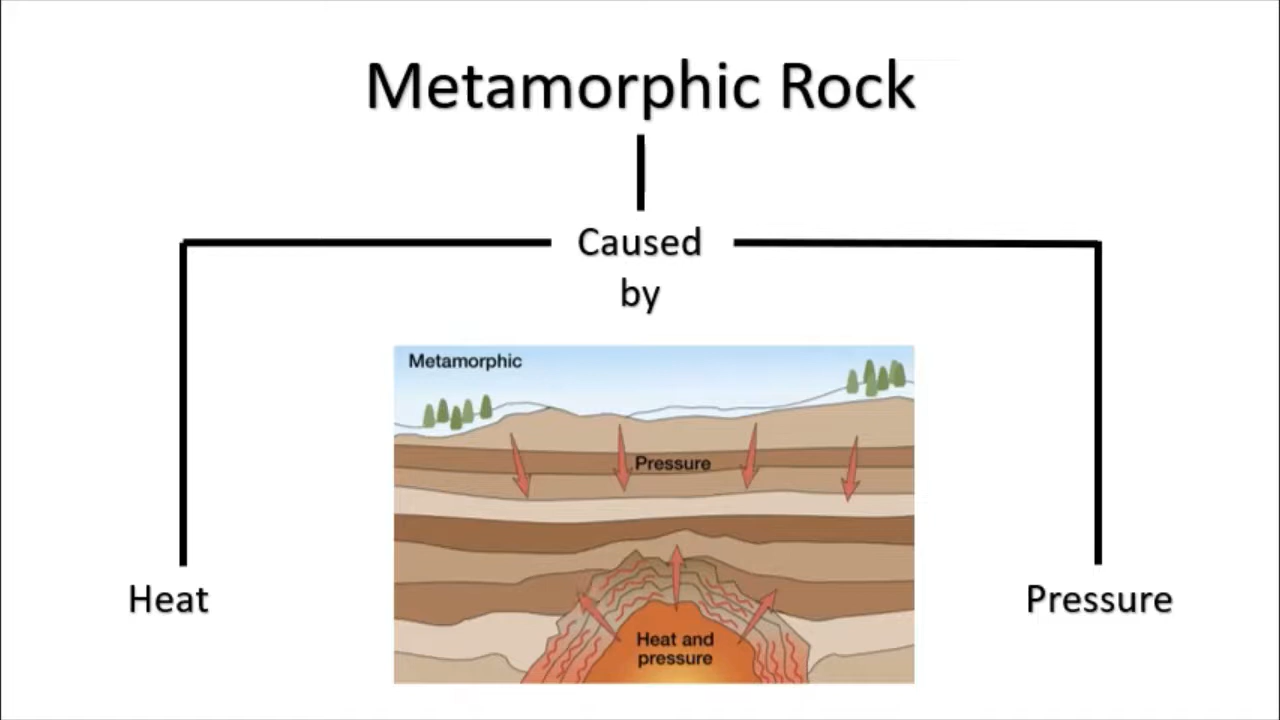 Metamorphic Rock
Caused
by
Metamorphic
Pressure
Heat and
pressure
Heat
Pressure